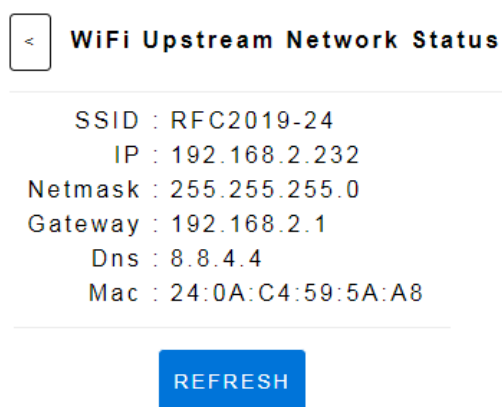 < WiFi Upstream Network Status
SSID : RFC2019-24
IP : 192.168.2.232
Netmask : 255.255.255.0
Gateway : 192.168.2.1
Dns : 8.8.4.4
Mac : 24:0A:C4:59:5A:A8
REFRESH